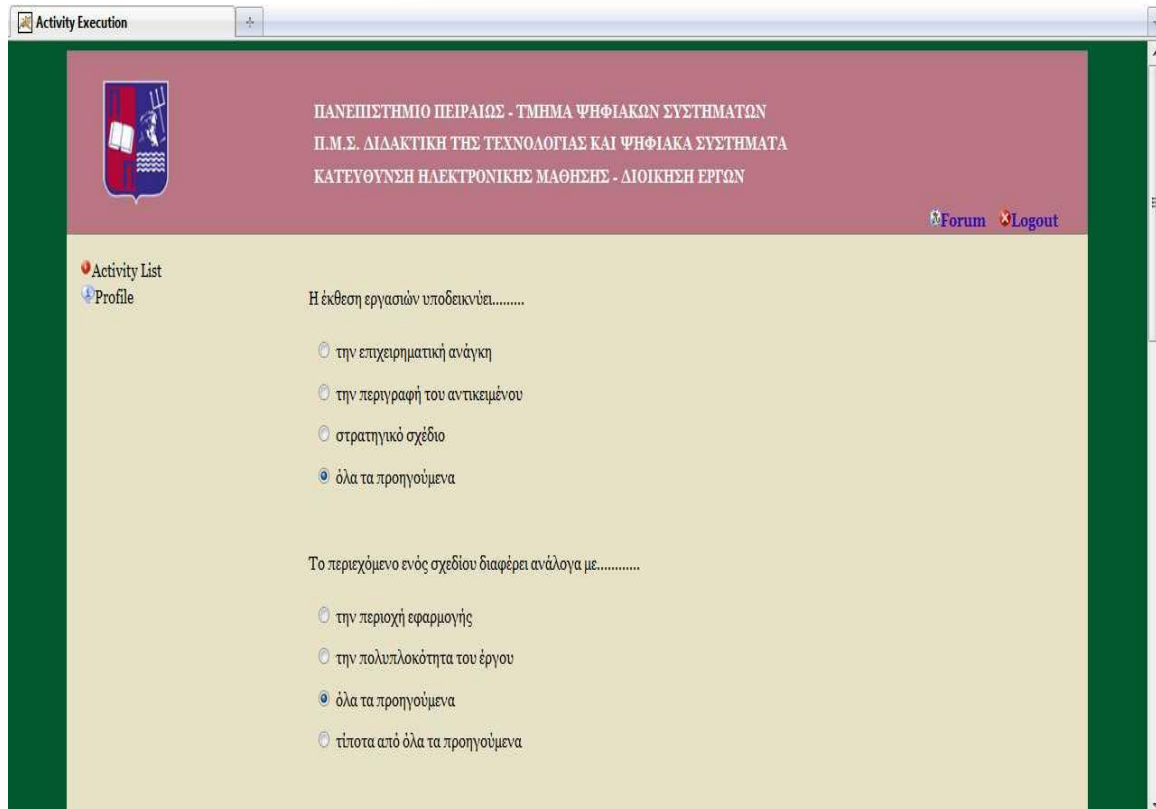 Activity Execution
ΠΑΝΕΠΙΣΤΗΜΙΟ ΠΕΙΡΑΙΩΣ - ΤΜΗΜΑ ΨΗΦΙΑΚΩΝ ΣΥΣΤΗΜΑΤΩΝ
Π.Μ.Σ. ΔΙΔΑΚΤΙΚΗ ΤΗΣ ΤΕΧΝΟΛΟΓΙΑΣ ΚΑΙ ΨΗΦΙΑΚΑ ΣΥΣΤΗΜΑΤΑ
ΚΑΤΕΥΘΥΝΣΗ ΗΛΕΚΤΡΟΝΙΚΗΣ ΜΑΘΗΣΗΣ - ΔΙΟΙΚΗΣΗ ΕΡΓΩΝ
Forum Logout
Activity List
Profile
Η έκθεση εργασιών υποδεικνύει.........
την επιχειρηματική ανάγκη
την περιγραφή του αντικειμένου
στρατηγικό σχέδιο
όλα τα προηγούμενα
Το περιεχόμενο ενός σχεδίου διαφέρει ανάλογα με............
την περιοχή εφαρμογής
την πολυπλοκότητα του έργου
όλα τα προηγούμενα
τίποτα από όλα τα προηγούμενα